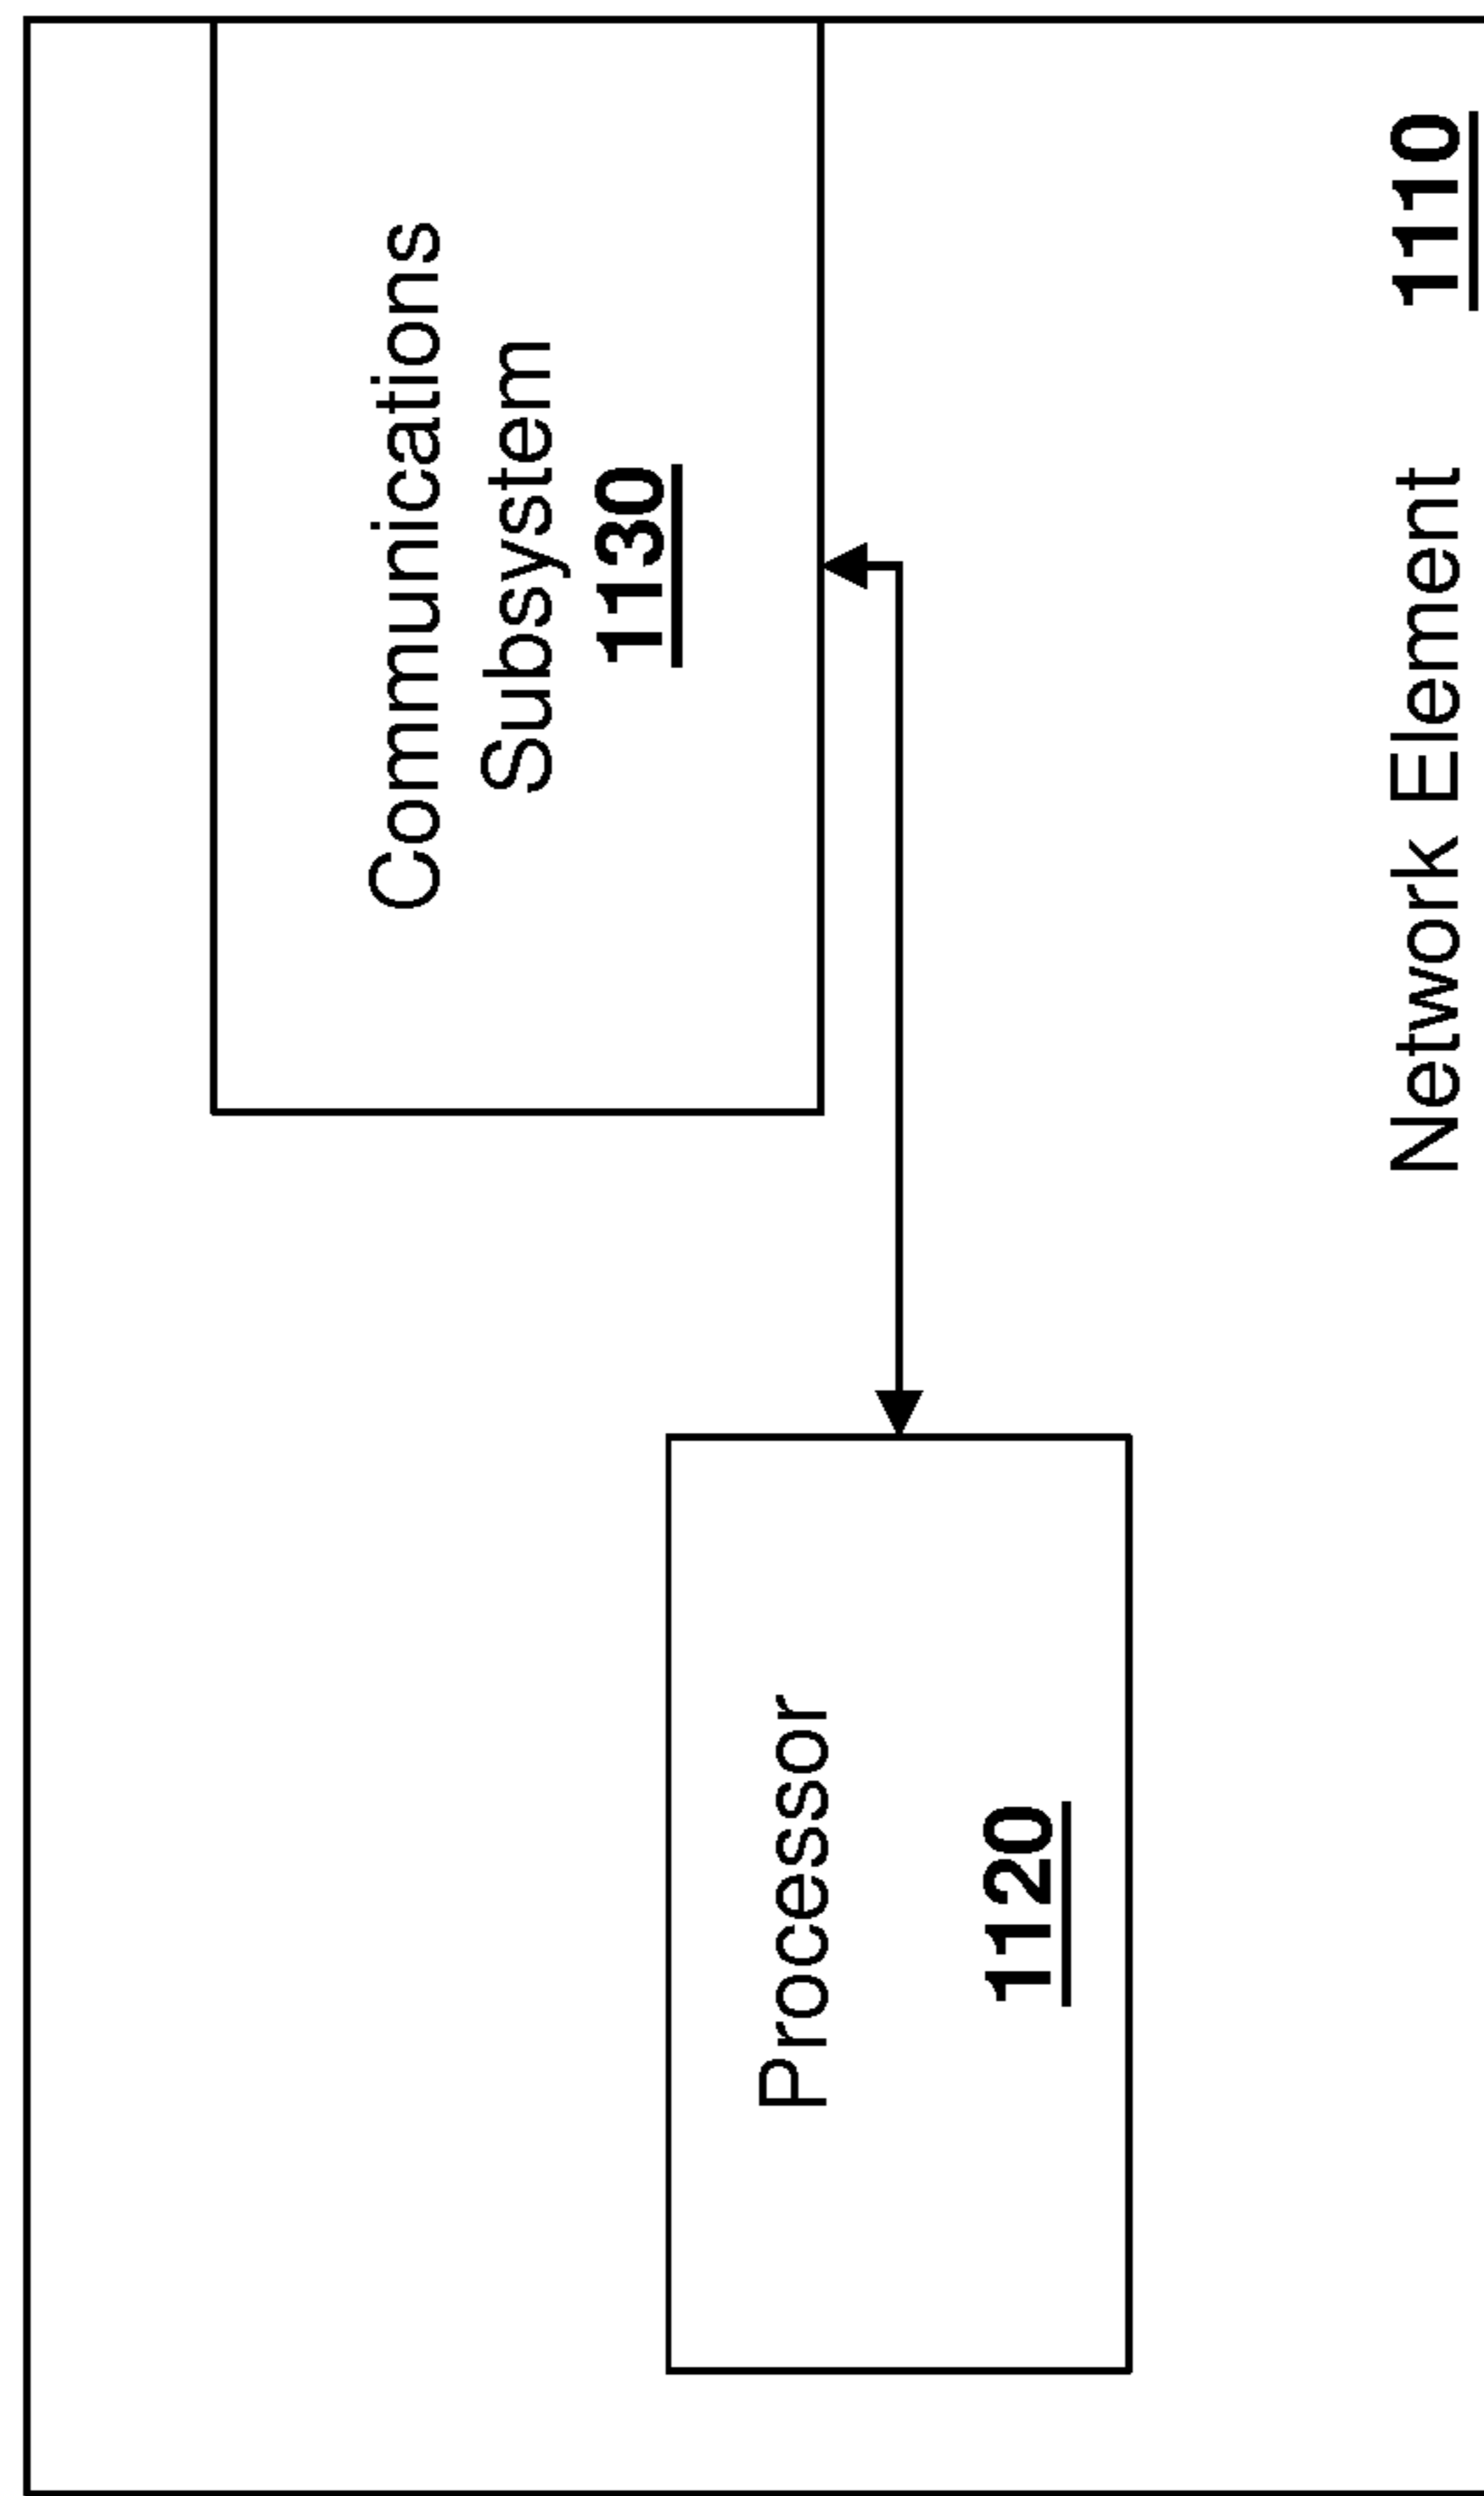 Communications
Subsystem
1130
Processor
1120
Network Element 1110